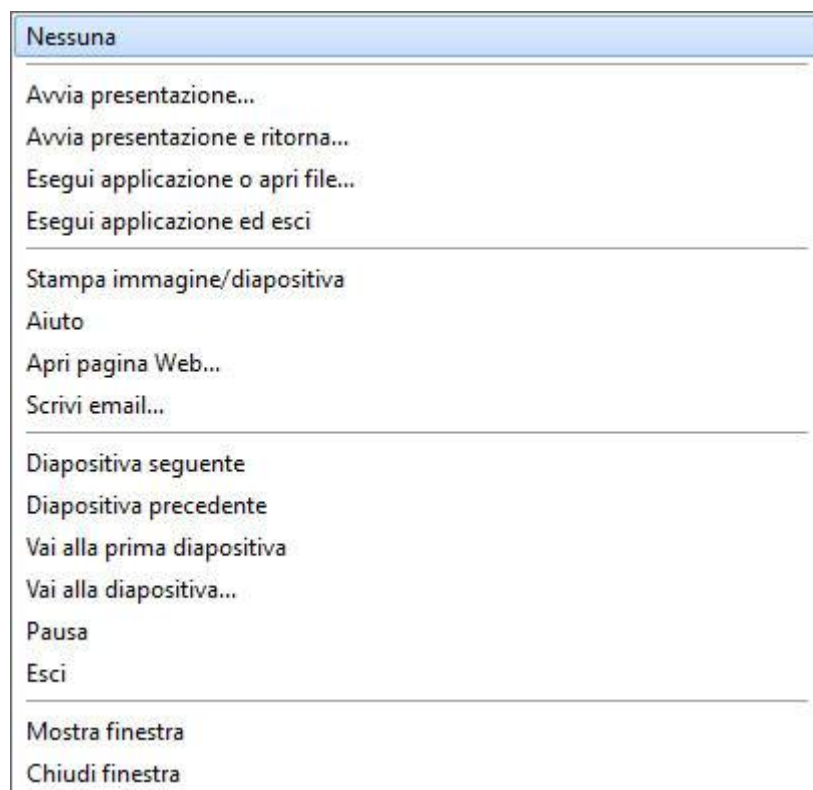 Nessuna
Avvia presentazione...
Avvia presentazione e ritorna...
Esegui applicazione o apri file...
Esegui applicazione ed esci
Stampa immagine/diapositiva
Aiuto
Apri pagina Web...
Scrivi email...
Diapositiva seguente
Diapositiva precedente
Vai alla prima diapositiva
Vai alla diapositiva...
Pausa
Esci
Mostra finestra
Chiudi finestra